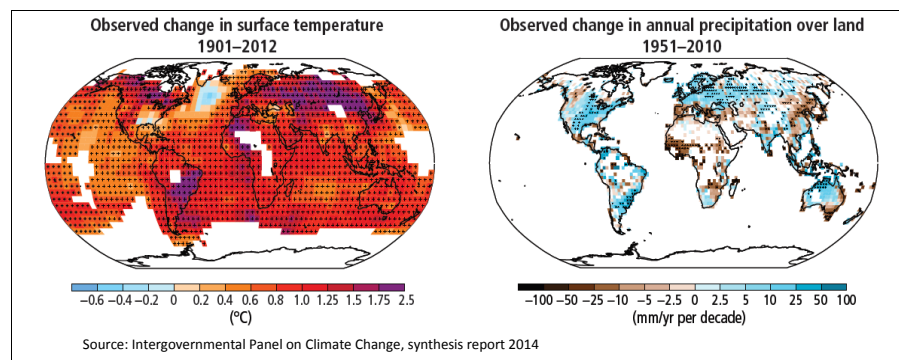 Observed change in surface temperature
1901–2012
−0.6 −0.4 −0.2 0 0.2 0.4 0.6 0.8 1.0 1.25 1.5 1.75 2.5
(°C)
Observed change in annual precipitation over land
1951–2010
−100 −50 −25 −10 −5 −2.5 0 2.5 5 10 25 50 100
(mm/yr per decade)
Source: Intergovernmental Panel on Climate Change, synthesis report 2014